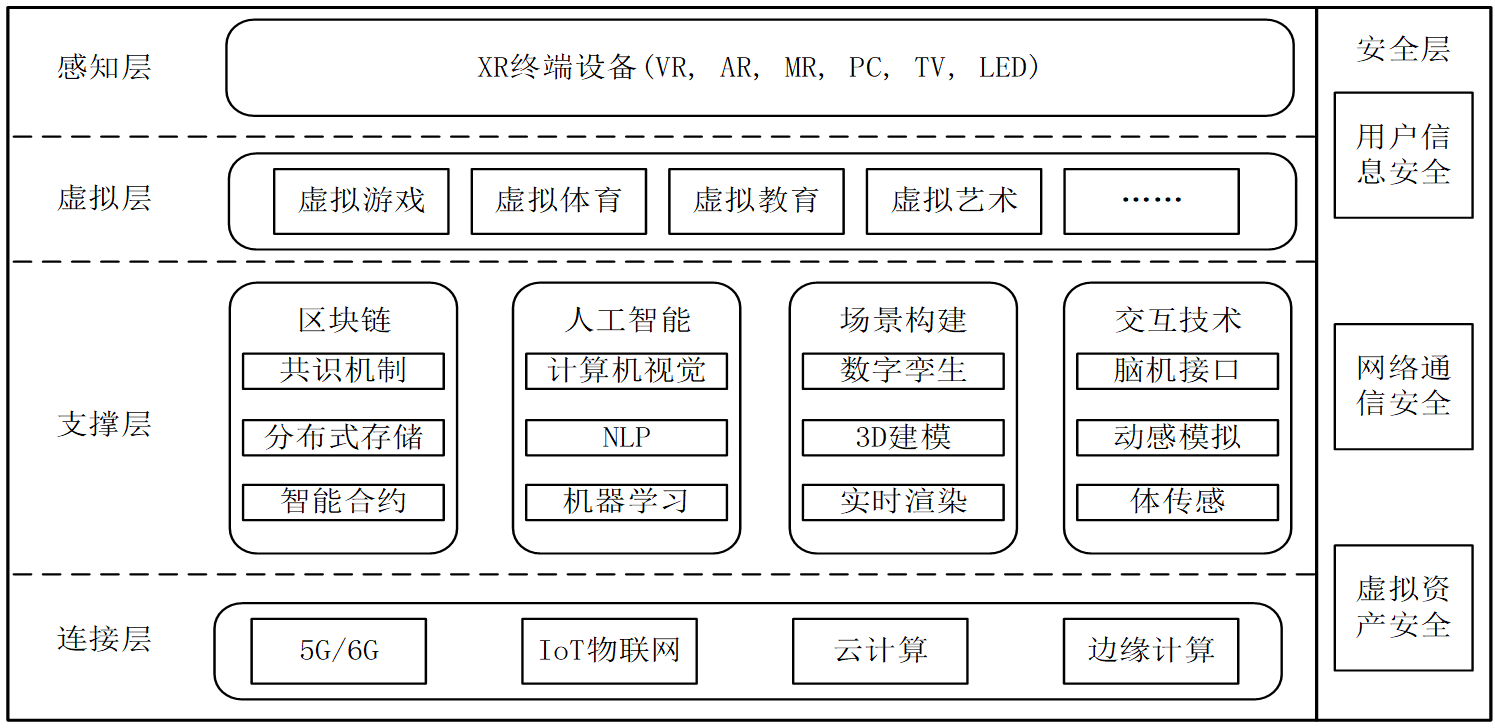 感知层
XR终端设备(VR, AR, MR, PC, TV, LED)
虚拟层
虚拟游戏
虚拟体育
虚拟教育
虚拟艺术
……
支撑层
区块链
共识机制
分布式存储
智能合约
人工智能
计算机视觉
NLP
机器学习
场景构建
数字孪生
3D建模
实时渲染
交互技术
脑机接口
动感模拟
体传感
连接层
5G/6G
IoT物联网
云计算
边缘计算
安全层
用户信
息安全
网络通
信安全
虚拟资
产安全